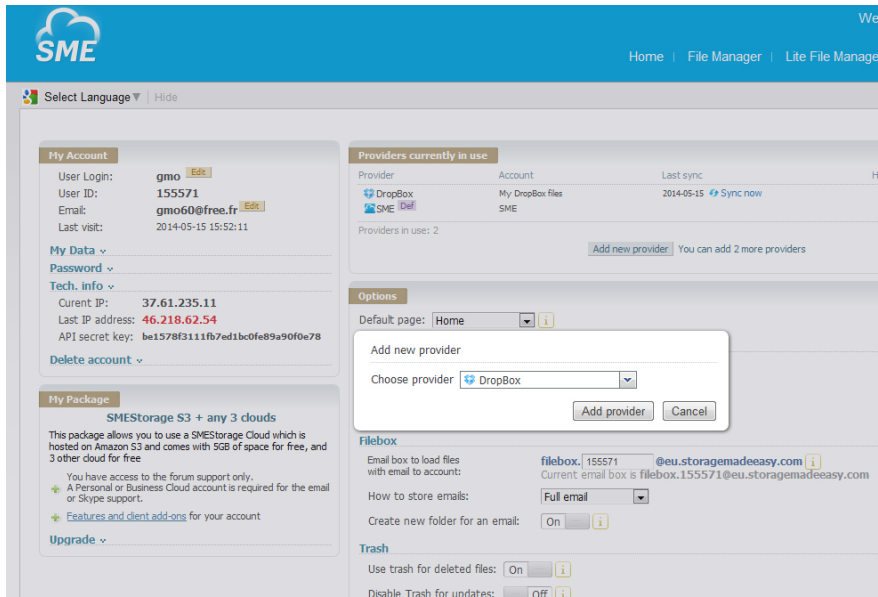 SME
We
Home | File Manager | Lite File Manage
Select Language ▼ | Hide
My Account
User Login: gmo Edit
User ID: 155571
Email: gmo60@free.fr Edit
Last visit: 2014-05-15 15:52:11
My Data
Password
Tech. info
Curent IP: 37.61.235.11
Last IP address: 46.218.62.54
API secret key: be1578f3111fb7ed1bc0fe89a90f0e78
Delete account
My Package
SMEStorage S3 + any 3 clouds
This package allows you to use a SMEStorage Cloud which is
hosted on Amazon S3 and comes with 5GB of space for free, and
3 other cloud for free
You have access to the forum support only.
A Personal or Business Cloud account is required for the email
or Skype support.
Features and client add-ons for your account
Upgrade
Providers currently in use
Provider Account Last sync H
DropBox My DropBox files 2014-05-15 Sync now
SME Def SME
Providers in use: 2
Add new provider You can add 2 more providers
Options
Default page: Home i
Add new provider
Choose provider DropBox
Add provider Cancel
Filebox
Email box to load files
with email to account: filebox. 155571 @eu.storagemadeeasy.com i
Current email box is filebox.155571@eu.storagemadeeasy.com
How to store emails: Full email
Create new folder for an email: On i
Trash
Use trash for deleted files: On i
Disable Trash for updates: Off i